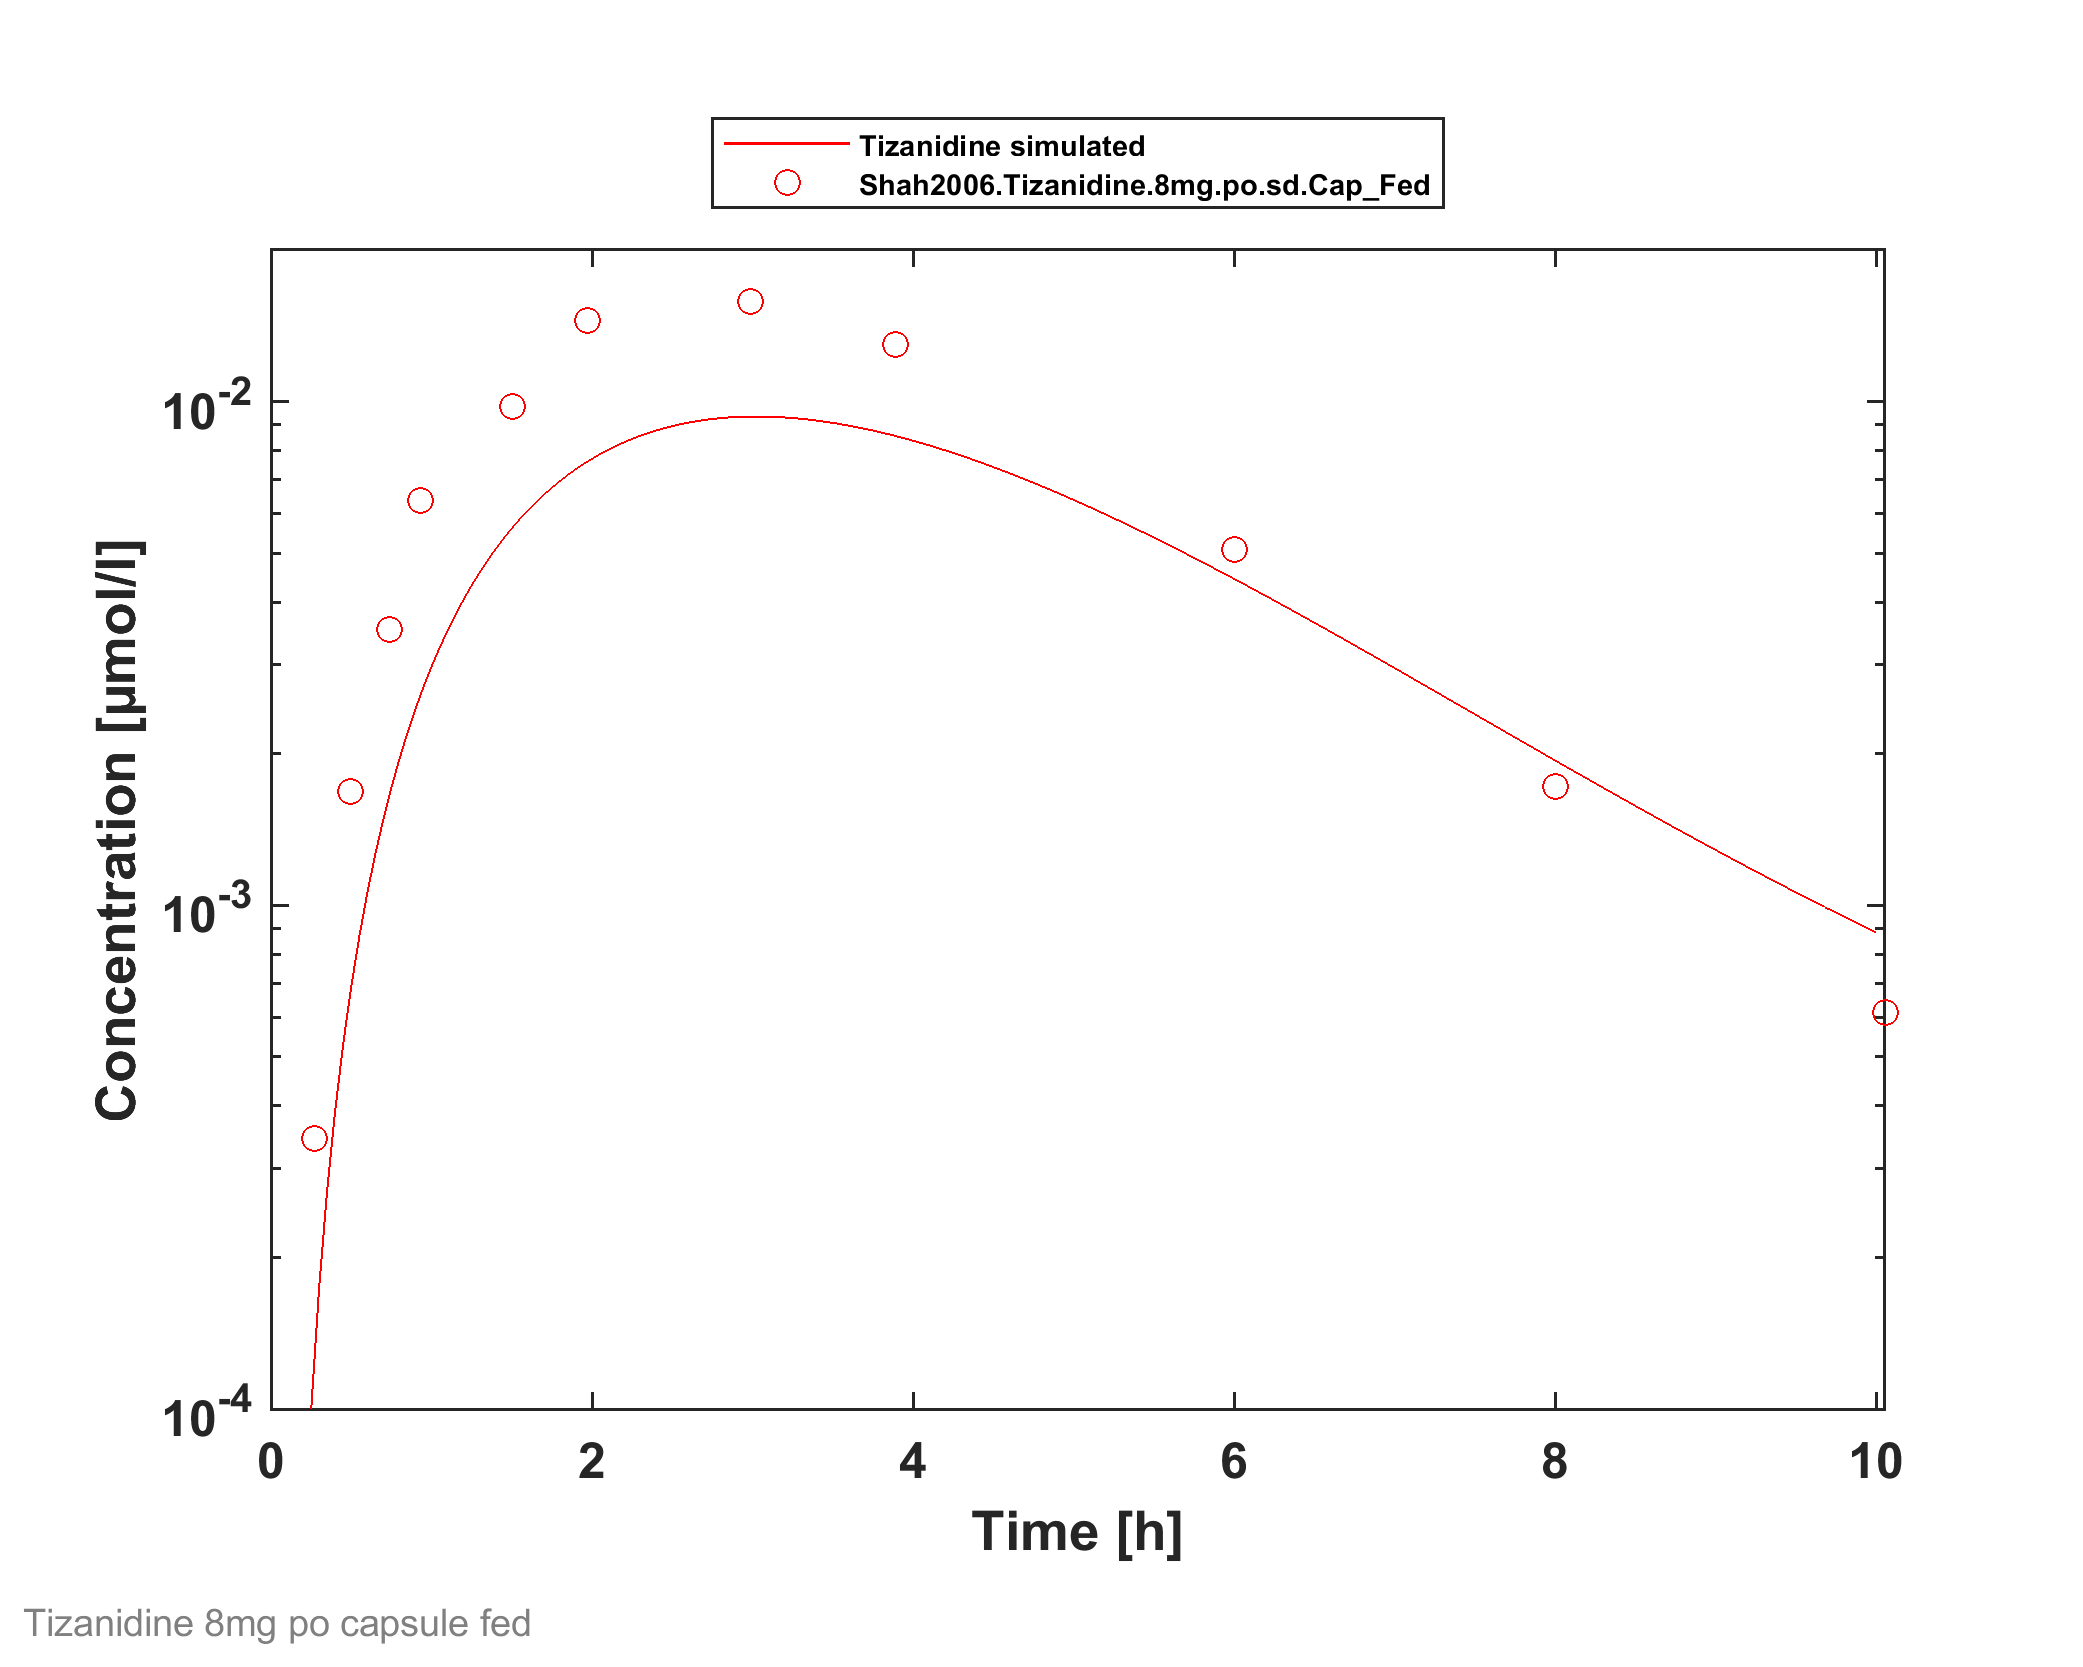 Tizanidine simulated
Shah2006.Tizanidine.8mg.po.sd.Cap_Fed
10^-2
10^-3
10^-4
Concentration [µmol/l]
0 2 4 6 8 10
Time [h]
Tizanidine 8mg po capsule fed